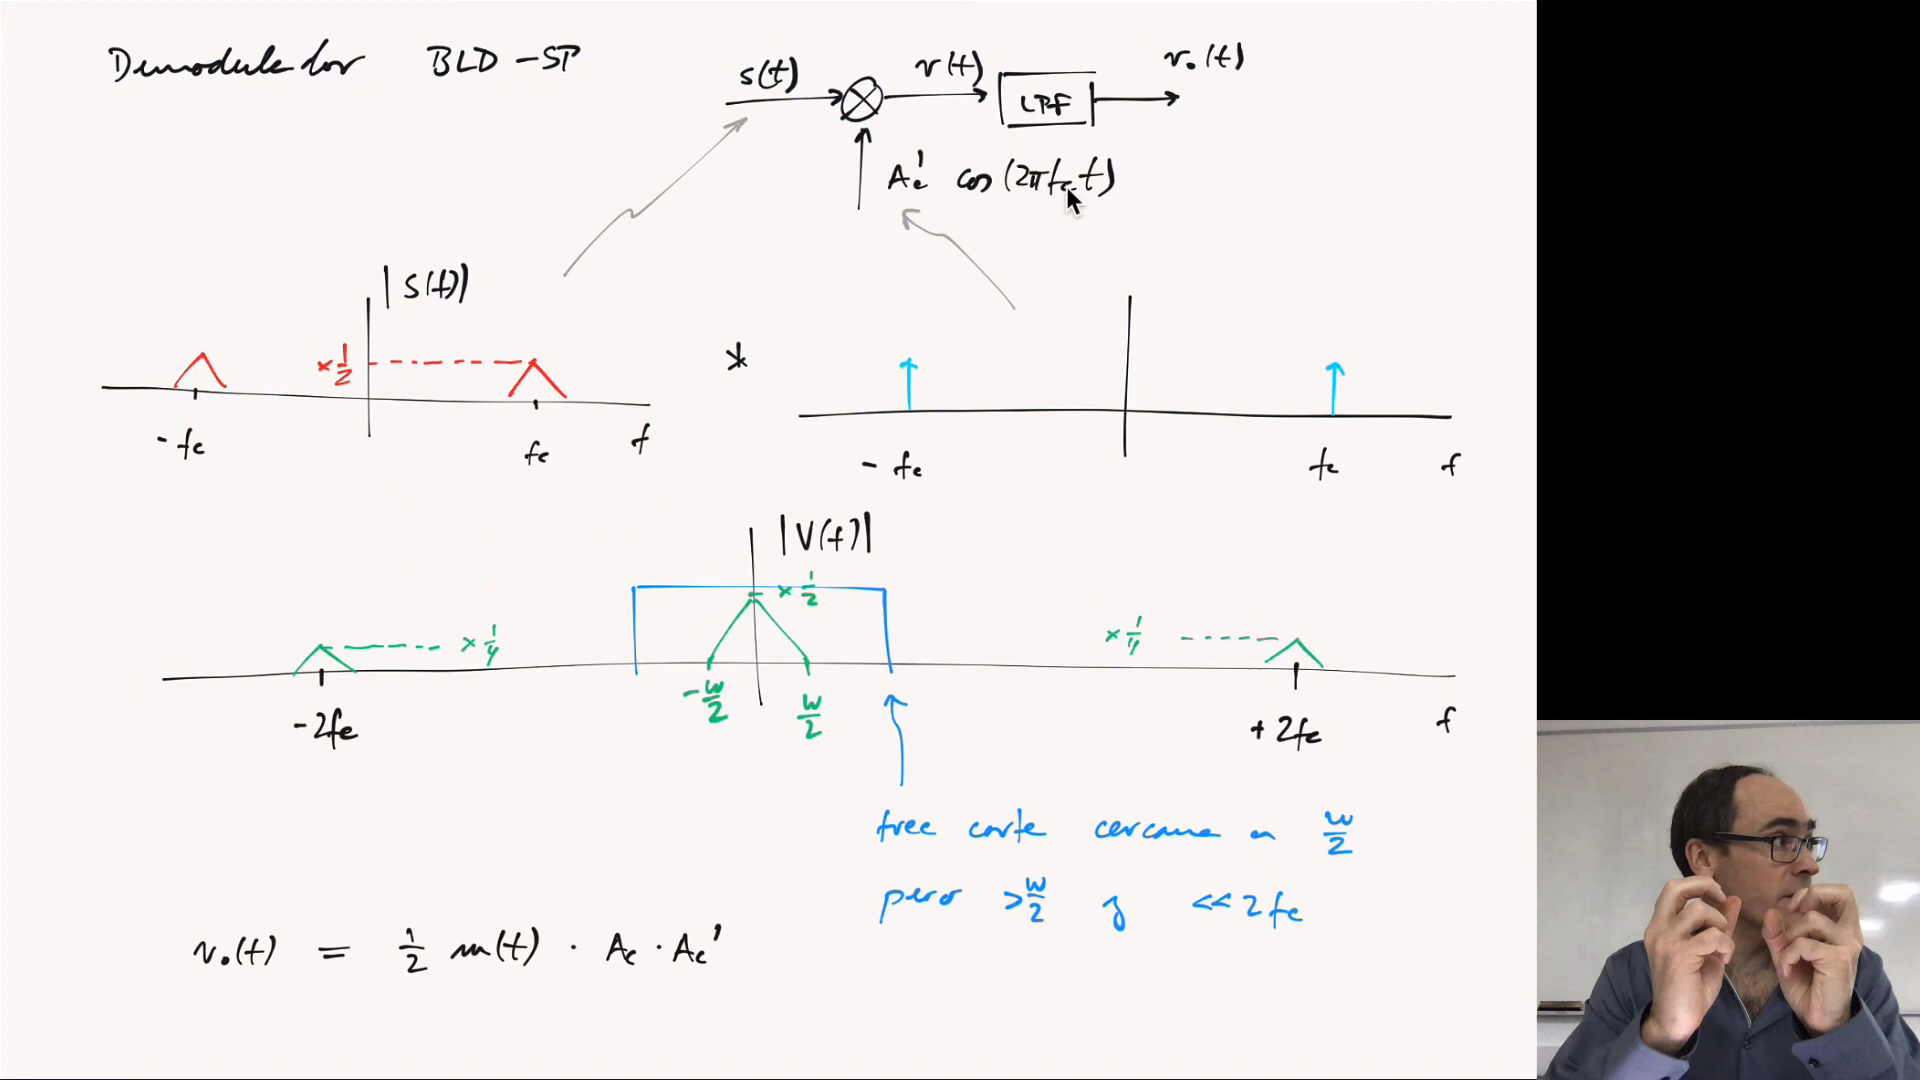 Demodulador BLD-SP
s(t) v(t) LPF v₀(t)
Ac' cos(2πfct)
|S(f)|
×1/2 *
-fc fc f
-fc fc f
|V(f)|
×1/2
×1/4 ×1/4
-W/2 W/2
-2fc +2fc f
frec corte cercana a W/2
pero >W/2 y <<2fc
v₀(t) = 1/2 m(t) · Ac · Ac'